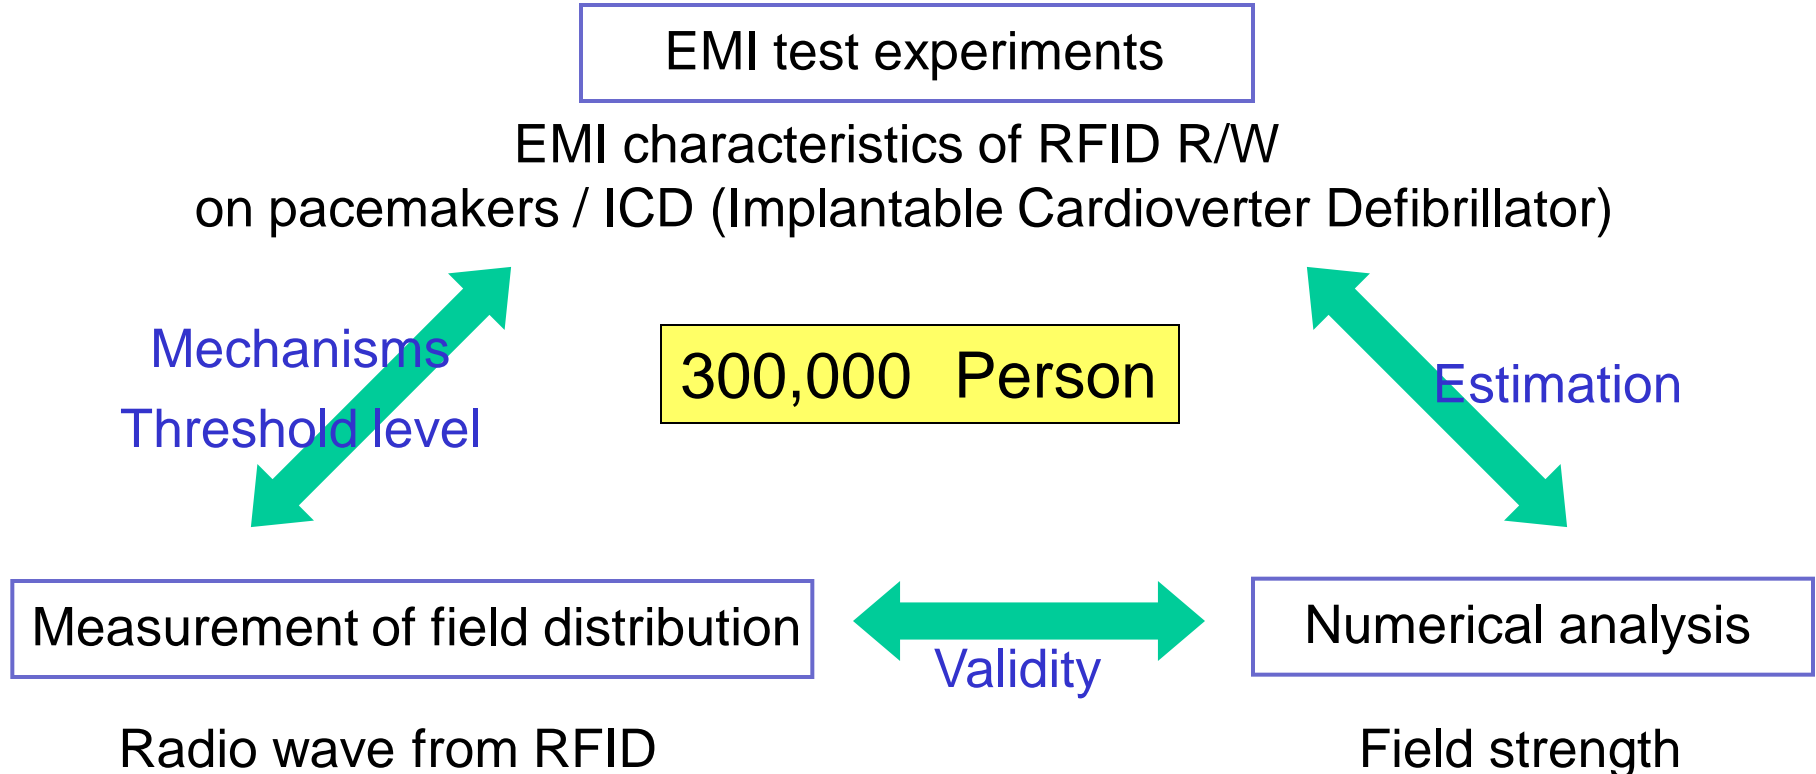 EMI test experiments
EMI characteristics of RFID R/W
on pacemakers / ICD (Implantable Cardioverter Defibrillator)
Mechanisms
Threshold level
300,000 Person
Estimation
Measurement of field distribution
Validity
Numerical analysis
Radio wave from RFID
Field strength